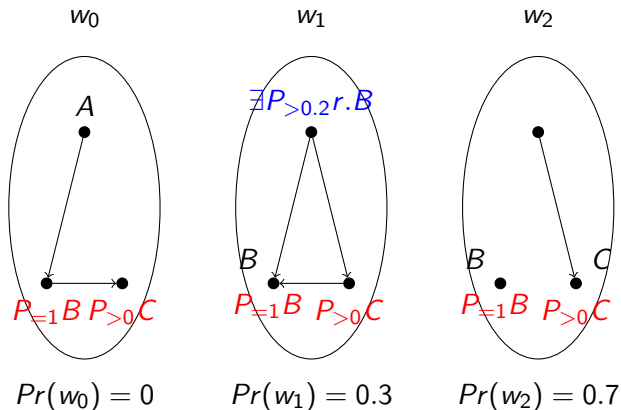 w₀ w₁ w₂
A ∃P>0.2r.B
B B C
P=1B P>0C P=1B P>0C P=1B P>0C
Pr(w₀) = 0 Pr(w₁) = 0.3 Pr(w₂) = 0.7